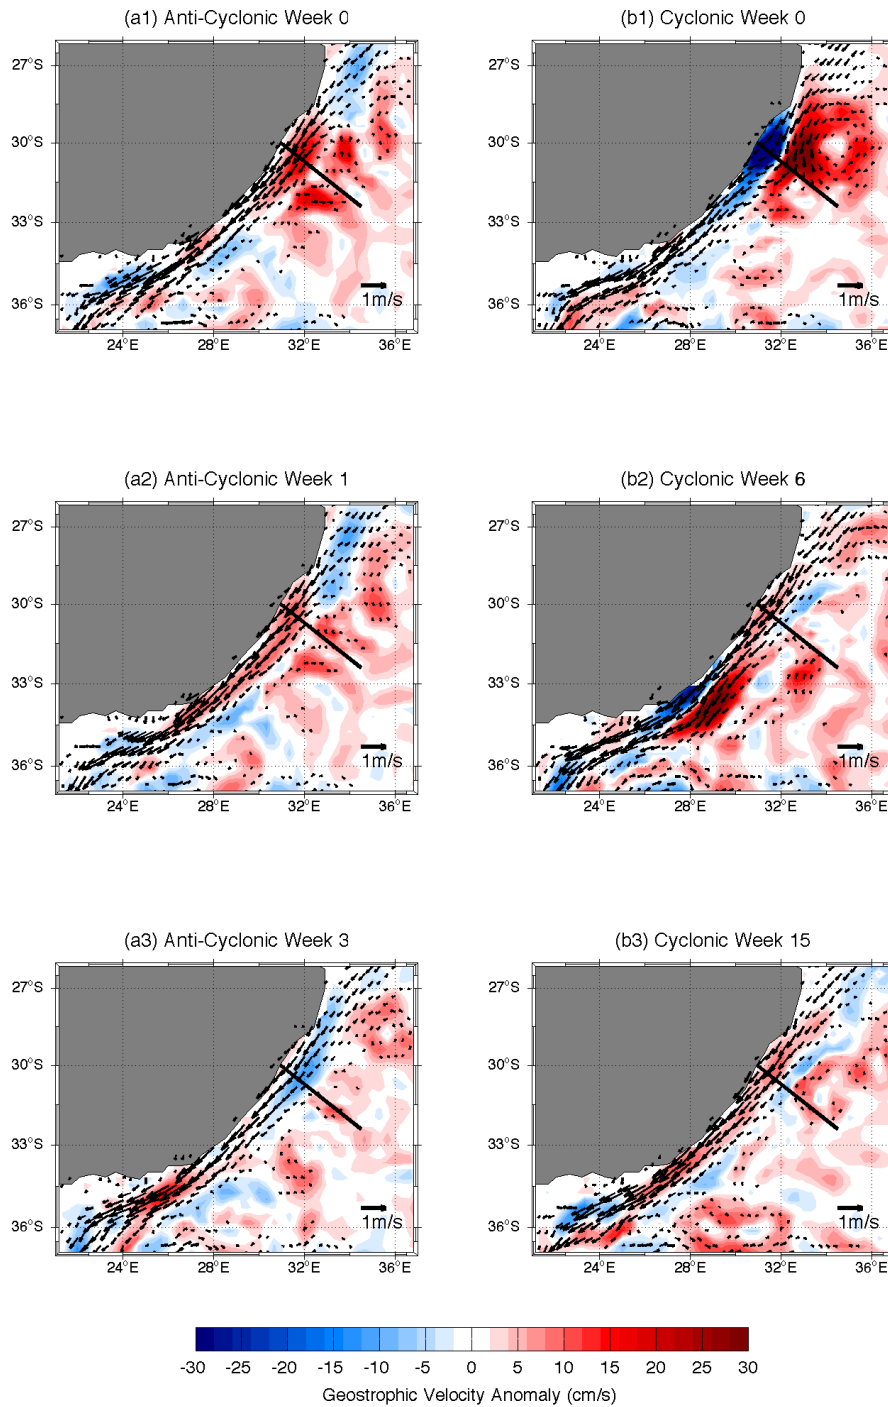 (a1) Anti-Cyclonic Week 0
(b1) Cyclonic Week 0
27°S
30°S
33°S
36°S
1m/s
24°E
28°E
32°E
36°E
27°S
30°S
33°S
36°S
1m/s
24°E
28°E
32°E
36°E
(a2) Anti-Cyclonic Week 1
(b2) Cyclonic Week 6
27°S
30°S
33°S
36°S
1m/s
24°E
28°E
32°E
36°E
27°S
30°S
33°S
36°S
1m/s
24°E
28°E
32°E
36°E
(a3) Anti-Cyclonic Week 3
(b3) Cyclonic Week 15
27°S
30°S
33°S
36°S
1m/s
24°E
28°E
32°E
36°E
27°S
30°S
33°S
36°S
1m/s
24°E
28°E
32°E
36°E
-30 -25 -20 -15 -10 -5 0 5 10 15 20 25 30
Geostrophic Velocity Anomaly (cm/s)